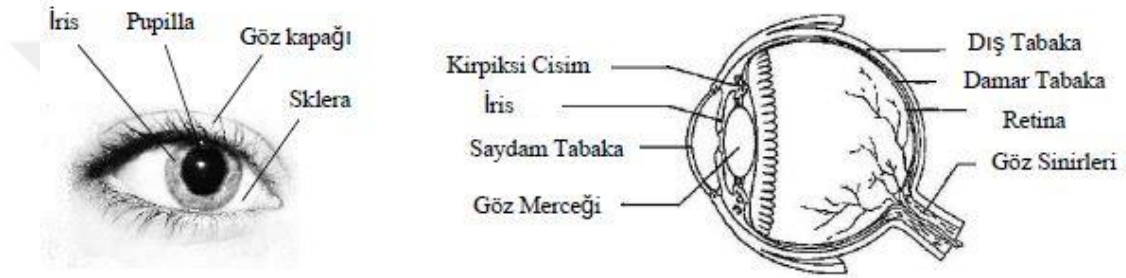 İris
Pupilla
Göz kapağı
Sklera
Kirpiksi Cisim
İris
Saydam Tabaka
Göz Merceği
Dış Tabaka
Damar Tabaka
Retina
Göz Sinirleri